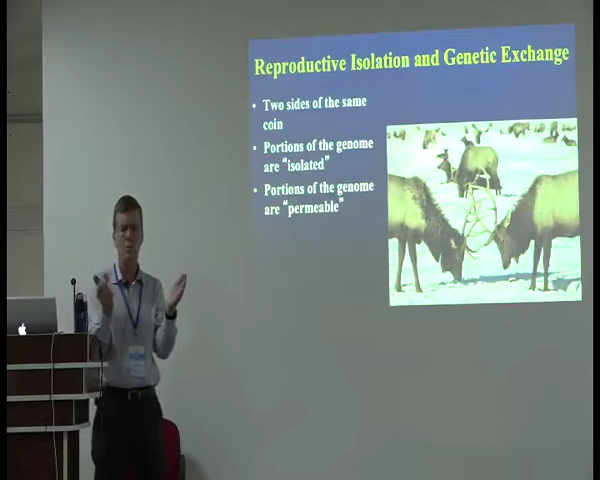 Reproductive Isolation and Genetic Exchange
• Two sides of the same
coin
• Portions of the genome
are “isolated”
• Portions of the genome
are “permeable”